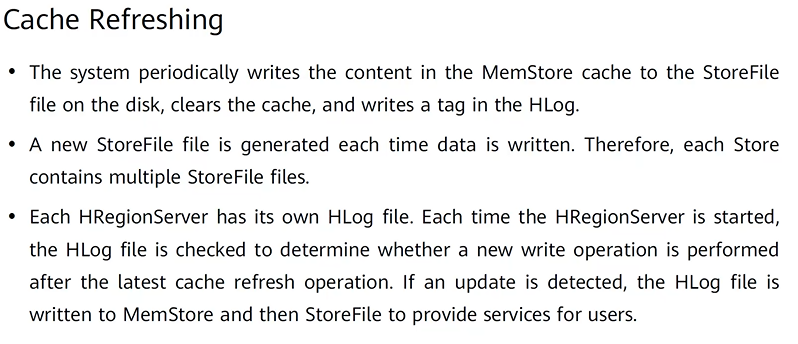 Cache Refreshing
• The system periodically writes the content in the MemStore cache to the StoreFile
file on the disk, clears the cache, and writes a tag in the HLog.
• A new StoreFile file is generated each time data is written. Therefore, each Store
contains multiple StoreFile files.
• Each HRegionServer has its own HLog file. Each time the HRegionServer is started,
the HLog file is checked to determine whether a new write operation is performed
after the latest cache refresh operation. If an update is detected, the HLog file is
written to MemStore and then StoreFile to provide services for users.